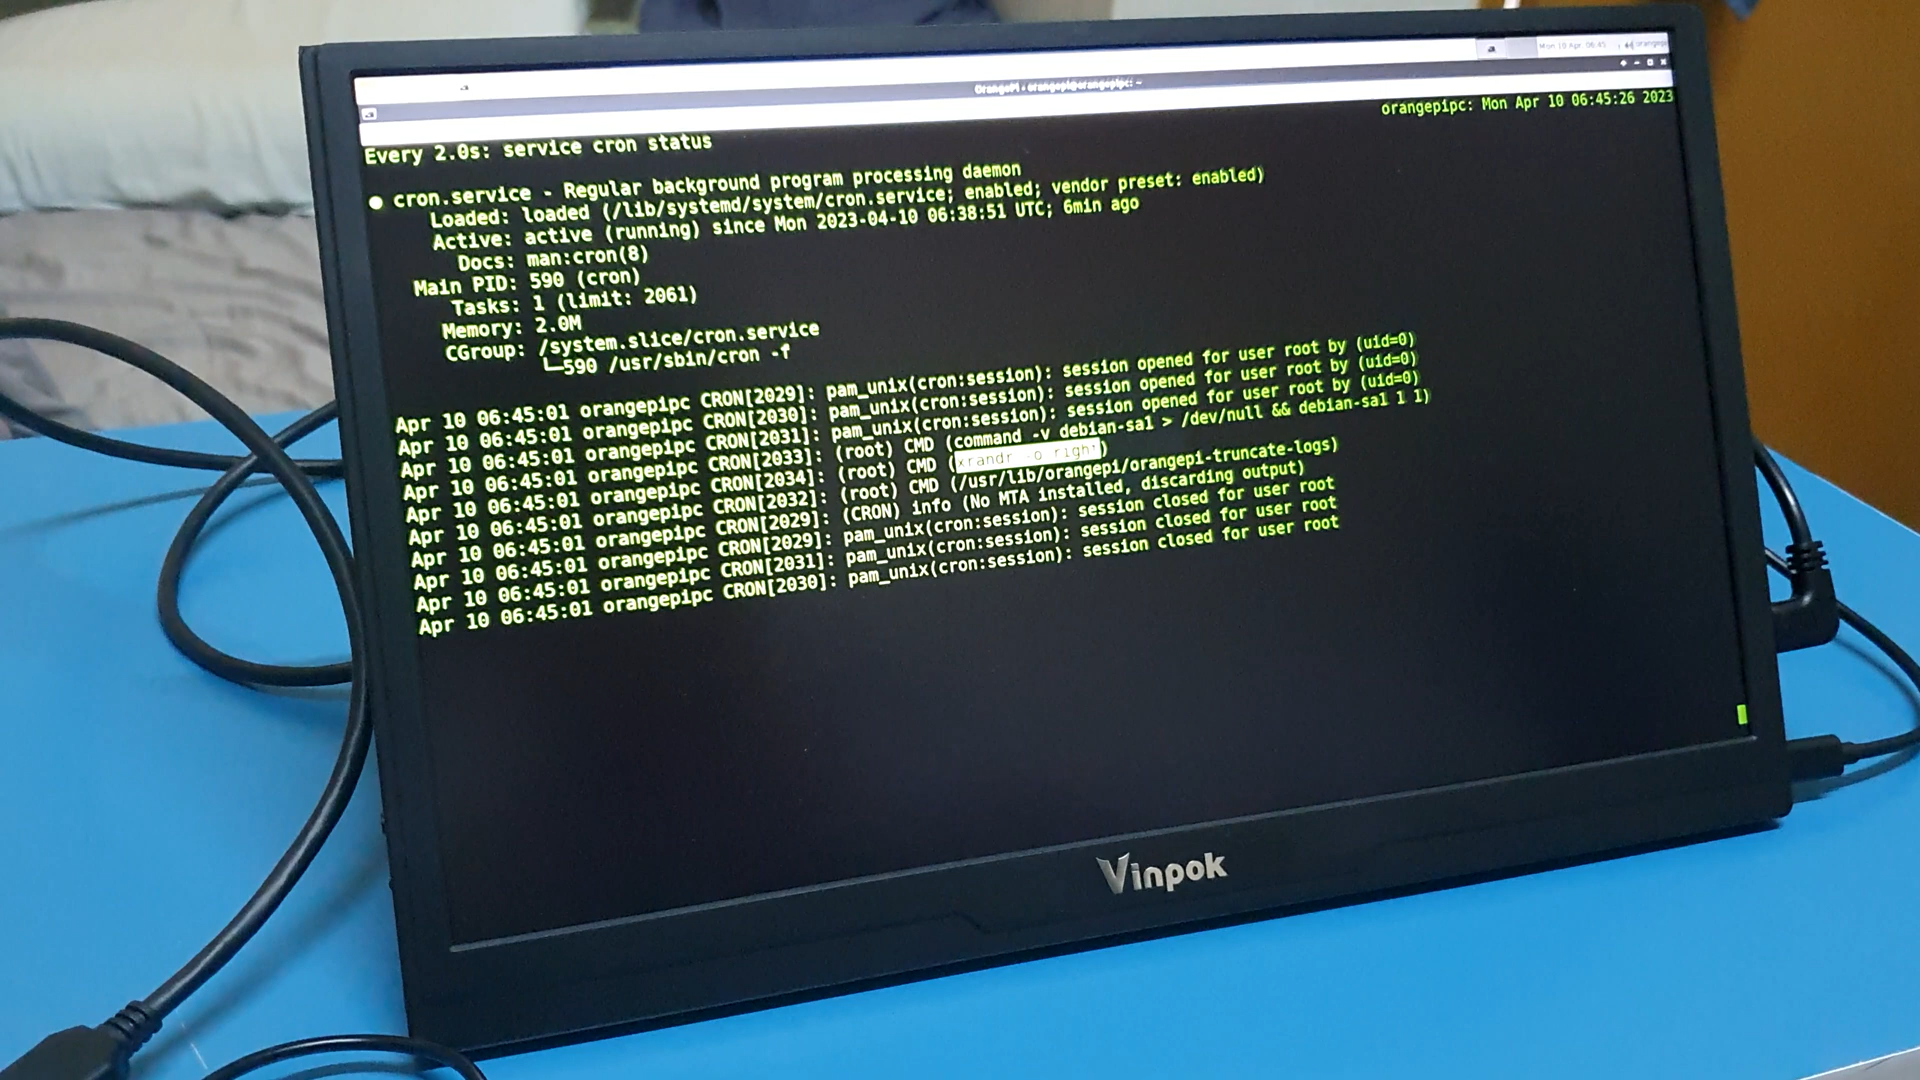 Mon 10 Apr, 06:45
OrangePi - orangepi@orangepipc: ~
Every 2.0s: service cron status
orangepipc: Mon Apr 10 06:45:26 2023
● cron.service - Regular background program processing daemon
Loaded: loaded (/lib/systemd/system/cron.service; enabled; vendor preset: enabled)
Active: active (running) since Mon 2023-04-10 06:38:51 UTC; 6min ago
Docs: man:cron(8)
Main PID: 590 (cron)
Tasks: 1 (limit: 2061)
Memory: 2.0M
CGroup: /system.slice/cron.service
└─590 /usr/sbin/cron -f
Apr 10 06:45:01 orangepipc CRON[2029]: pam_unix(cron:session): session opened for user root by (uid=0)
Apr 10 06:45:01 orangepipc CRON[2030]: pam_unix(cron:session): session opened for user root by (uid=0)
Apr 10 06:45:01 orangepipc CRON[2031]: pam_unix(cron:session): session opened for user root by (uid=0)
Apr 10 06:45:01 orangepipc CRON[2033]: (root) CMD (command -v debian-sa1 > /dev/null && debian-sa1 1 1)
Apr 10 06:45:01 orangepipc CRON[2034]: (root) CMD (xrandr -o right)
Apr 10 06:45:01 orangepipc CRON[2032]: (root) CMD (/usr/lib/orangepi/orangepi-truncate-logs)
Apr 10 06:45:01 orangepipc CRON[2029]: (CRON) info (No MTA installed, discarding output)
Apr 10 06:45:01 orangepipc CRON[2029]: pam_unix(cron:session): session closed for user root
Apr 10 06:45:01 orangepipc CRON[2031]: pam_unix(cron:session): session closed for user root
Apr 10 06:45:01 orangepipc CRON[2030]: pam_unix(cron:session): session closed for user root
Vinpok